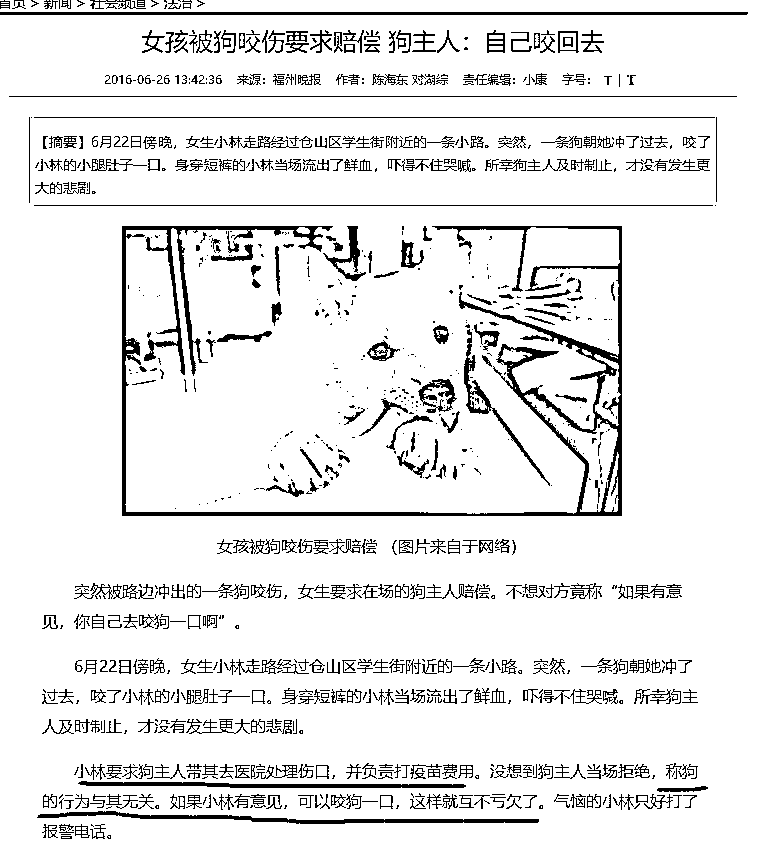 首页 > 新闻 > 社会频道 > 法治 >
女孩被狗咬伤要求赔偿 狗主人：自己咬回去
2016-06-26 13:42:36 来源：福州晚报 作者：陈海东 对湖综 责任编辑：小康 字号： T | T
【摘要】6月22日傍晚，女生小林走路经过仓山区学生街附近的一条小路。突然，一条狗朝她冲了过去，咬了
小林的小腿肚子一口。身穿短裤的小林当场流出了鲜血，吓得不住哭喊。所幸狗主人及时制止，才没有发生更
大的悲剧。
女孩被狗咬伤要求赔偿 （图片来自于网络）
突然被路边冲出的一条狗咬伤，女生要求在场的狗主人赔偿。不想对方竟称“如果有意
见，你自己去咬狗一口啊”。
6月22日傍晚，女生小林走路经过仓山区学生街附近的一条小路。突然，一条狗朝她冲了
过去，咬了小林的小腿肚子一口。身穿短裤的小林当场流出了鲜血，吓得不住哭喊。所幸狗主
人及时制止，才没有发生更大的悲剧。
小林要求狗主人带其去医院处理伤口，并负责打疫苗费用。没想到狗主人当场拒绝，称狗
的行为与其无关。如果小林有意见，可以咬狗一口，这样就互不亏欠了。气恼的小林只好打了
报警电话。